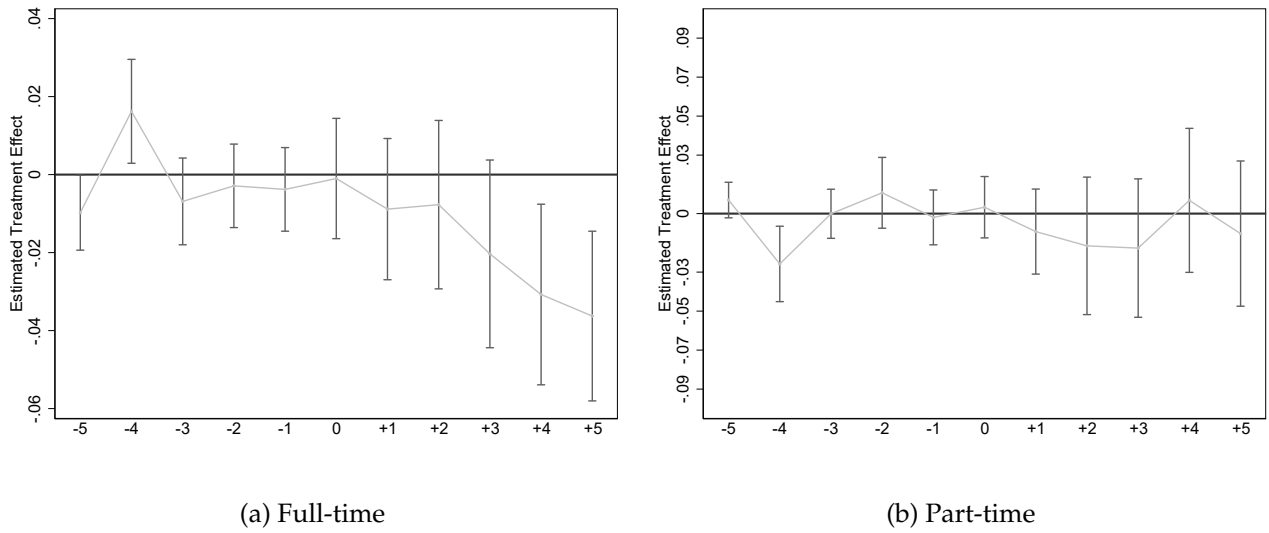 Estimated Treatment Effect
.04
.02
0
-.02
-.04
-.06
-5 -4 -3 -2 -1 0 +1 +2 +3 +4 +5
(a) Full-time
Estimated Treatment Effect
.09
.07
.05
.03
0
-.03
-.05
-.07
-.09
-5 -4 -3 -2 -1 0 +1 +2 +3 +4 +5
(b) Part-time